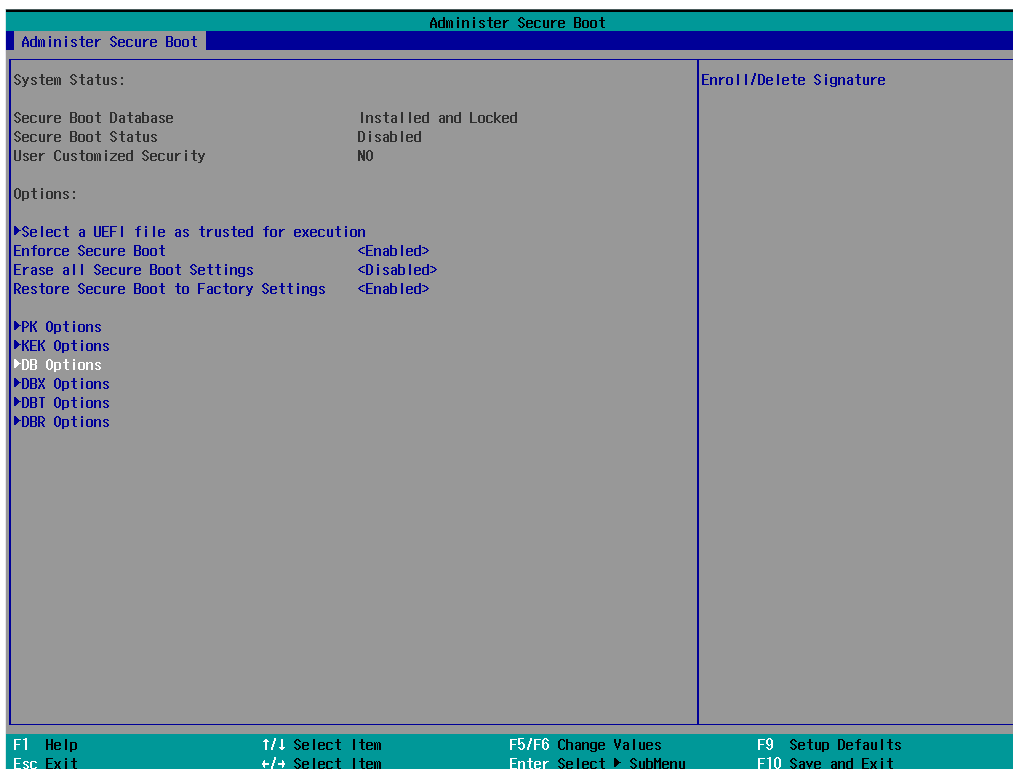 Administer Secure Boot
Administer Secure Boot
System Status:
Enroll/Delete Signature
Secure Boot Database Installed and Locked
Secure Boot Status Disabled
User Customized Security NO
Options:
▶Select a UEFI file as trusted for execution
Enforce Secure Boot <Enabled>
Erase all Secure Boot Settings <Disabled>
Restore Secure Boot to Factory Settings <Enabled>
▶PK Options
▶KEK Options
▶DB Options
▶DBX Options
▶DBT Options
▶DBR Options
F1 Help ↑/↓ Select Item F5/F6 Change Values F9 Setup Defaults
Esc Exit ←/→ Select Item Enter Select ▶ SubMenu F10 Save and Exit